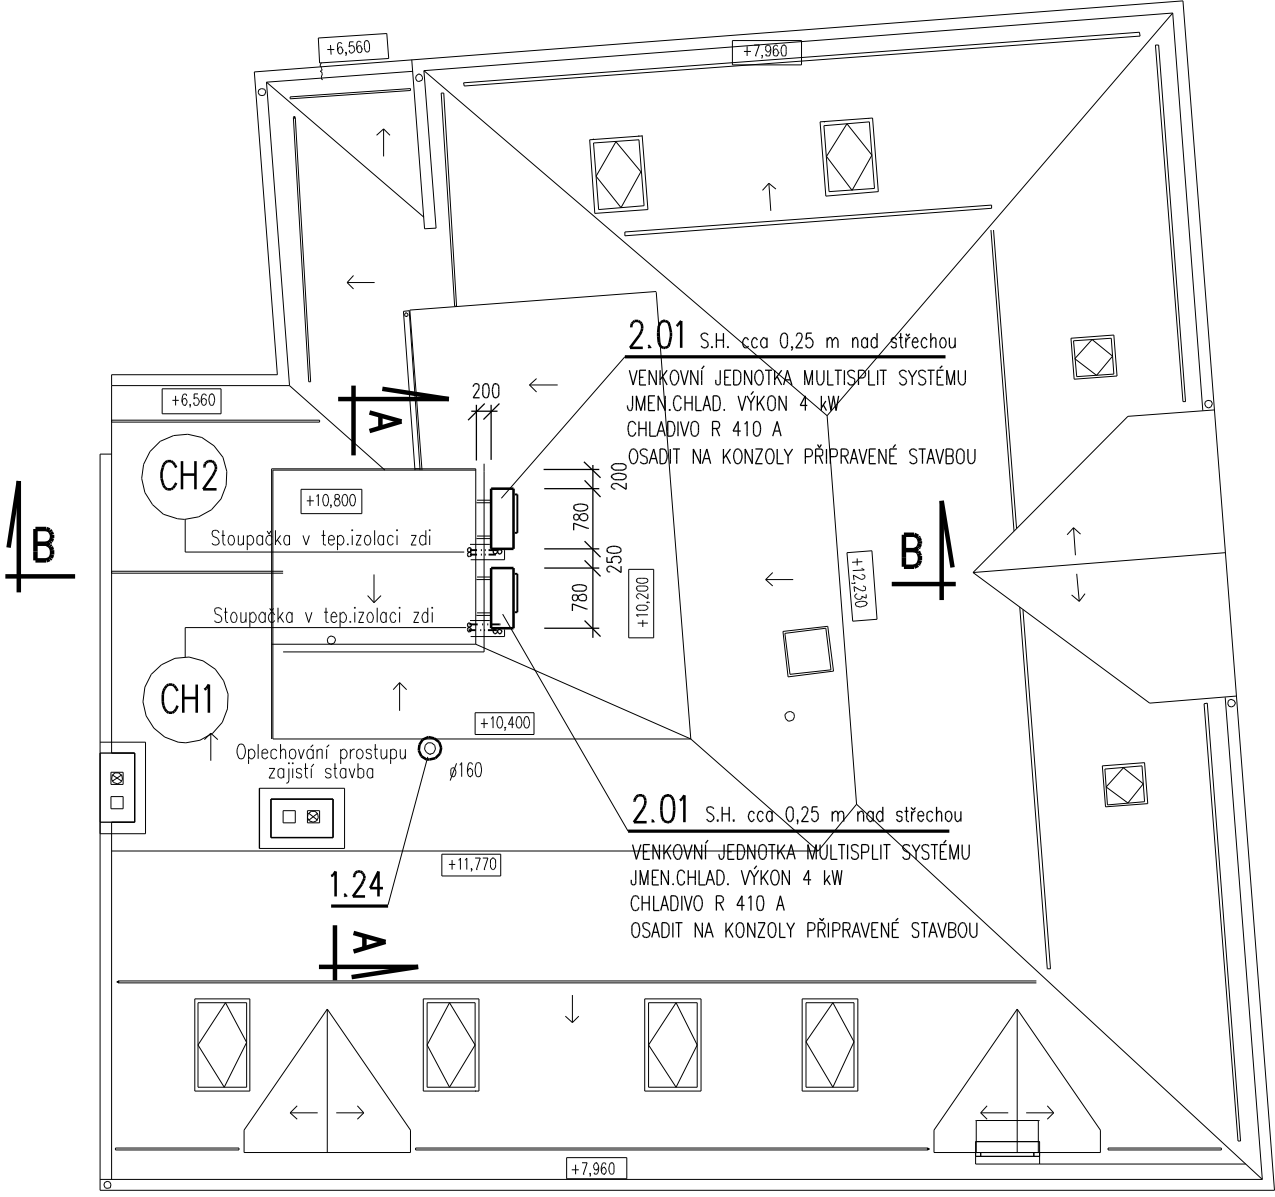 +6,560
+7,960
2.01 S.H. cca 0,25 m nad střechou
VENKOVNÍ JEDNOTKA MULTISPLIT SYSTÉMU
JMEN.CHLAD. VÝKON 4 kW
CHLADIVO R 410 A
OSADIT NA KONZOLY PŘIPRAVENÉ STAVBOU
+6,560
A
200
CH2
+10,800
200
780
250
780
Stoupačka v tep.izolaci zdi
B
B
+12,230
+10,200
Stoupačka v tep.izolaci zdi
CH1
+10,400
Oplechování prostupu
zajistí stavba
ø160
2.01 S.H. cca 0,25 m nad střechou
VENKOVNÍ JEDNOTKA MULTISPLIT SYSTÉMU
JMEN.CHLAD. VÝKON 4 kW
CHLADIVO R 410 A
OSADIT NA KONZOLY PŘIPRAVENÉ STAVBOU
+11,770
1.24
A
+7,960